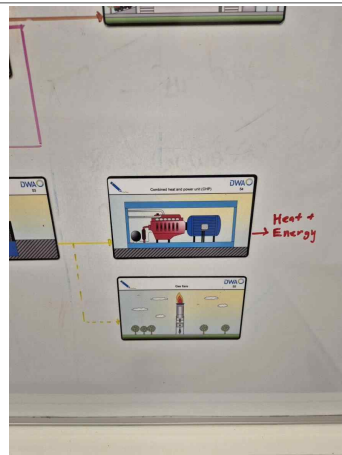 DWA
DWA
Combined heat and power unit (CHP)
Heat +
Energy
DWA
Gas flare